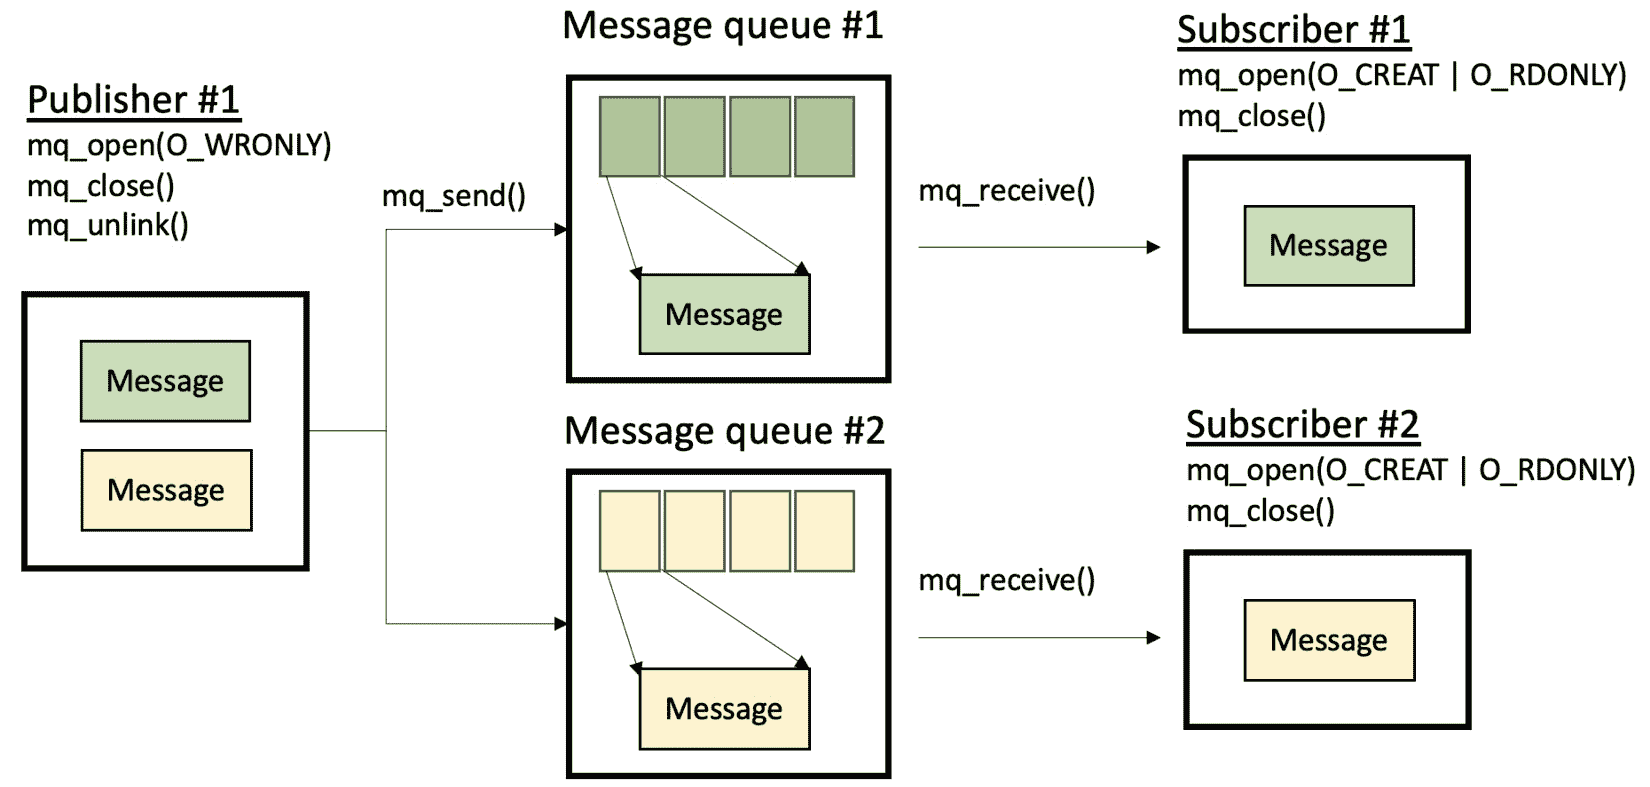 Publisher #1
mq_open(O_WRONLY)
mq_close()
mq_unlink()
Message
Message
mq_send()
Message queue #1
Message
Message queue #2
Message
mq_receive()
mq_receive()
Subscriber #1
mq_open(O_CREAT | O_RDONLY)
mq_close()
Message
Subscriber #2
mq_open(O_CREAT | O_RDONLY)
mq_close()
Message